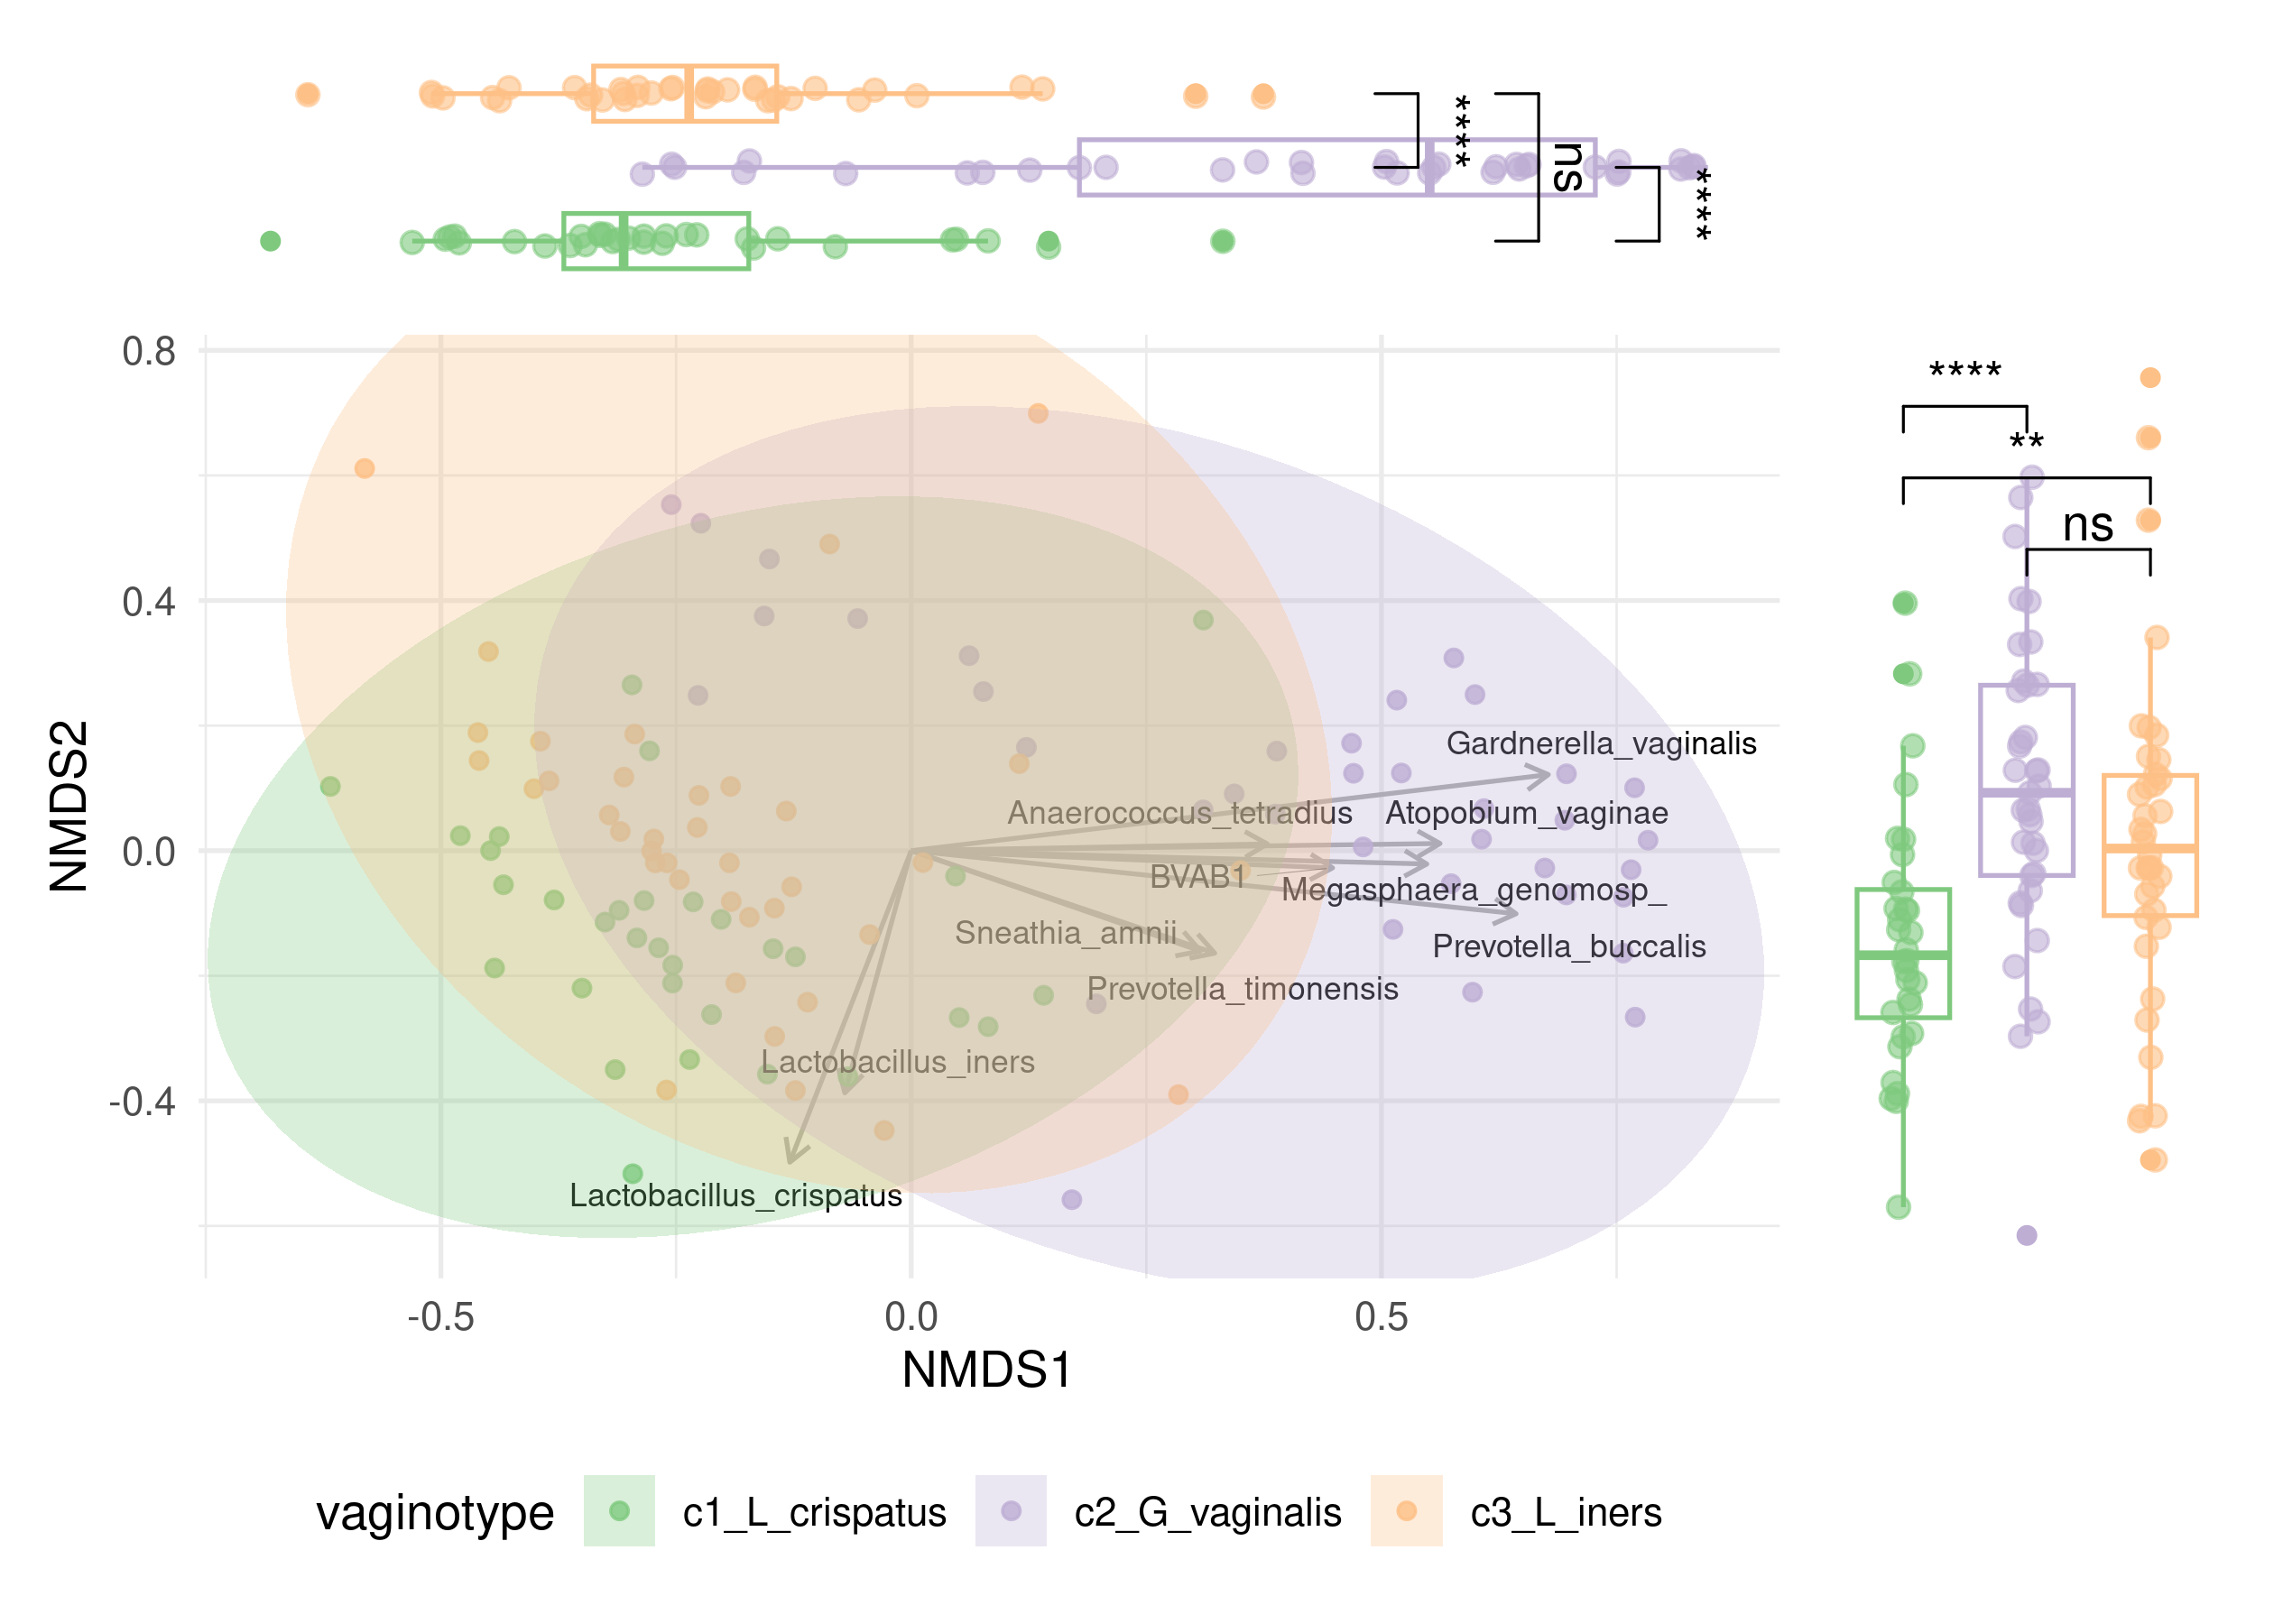 ****
ns
****
0.8
0.4
0.0
-0.4
NMDS2
Gardnerella_vaginalis
Anaerococcus_tetradius
Atopobium_vaginae
BVAB1
Megasphaera_genomosp_
Sneathia_amnii
Prevotella_buccalis
Prevotella_timonensis
Lactobacillus_iners
Lactobacillus_crispatus
****
**
ns
-0.5
0.0
0.5
NMDS1
vaginotype
c1_L_crispatus
c2_G_vaginalis
c3_L_iners